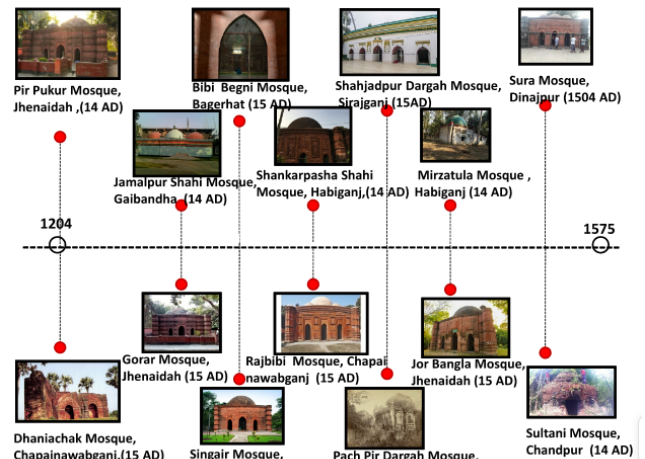 Pir Pukur Mosque,
Jhenaidah ,(14 AD)
Bibi Begni Mosque,
Bagerhat (15 AD)
Shahjadpur Dargah Mosque,
Sirajganj (15AD)
Sura Mosque,
Dinajpur (1504 AD)
Jamalpur Shahi Mosque,
Gaibandha, (14 AD)
Shankarpasha Shahi
Mosque, Habiganj,(14 AD)
Mirzatula Mosque ,
Habiganj (14 AD)
1204
1575
Gorar Mosque,
Jhenaidah (15 AD)
Rajbibi Mosque, Chapai
nawabganj (15 AD)
Jor Bangla Mosque,
Jhenaidah (15 AD)
Dhaniachak Mosque,
Chapainawabganj,(15 AD)
Singair Mosque,
Pach Pir Dargah Mosque,
Sultani Mosque,
Chandpur (14 AD)